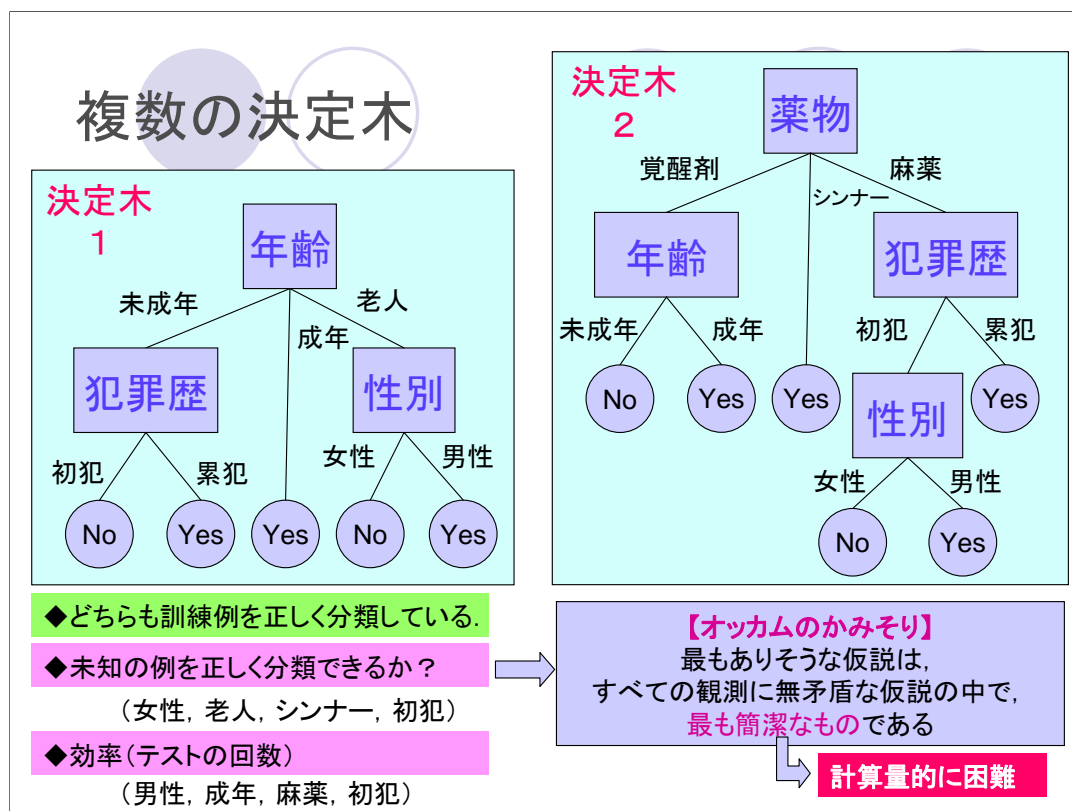 複数の決定木
決定木
1
年齢
未成年
成年
老人
犯罪歴
性別
初犯
累犯
女性
男性
No
Yes
Yes
No
Yes
決定木
2
薬物
覚醒剤
シンナー
麻薬
年齢
犯罪歴
未成年
成年
初犯
累犯
No
Yes
Yes
性別
Yes
女性
男性
No
Yes
◆どちらも訓練例を正しく分類している.
◆未知の例を正しく分類できるか？
（女性, 老人, シンナー, 初犯）
◆効率（テストの回数）
（男性, 成年, 麻薬, 初犯）
【オッカムのかみそり】
最もありそうな仮説は,
すべての観測に無矛盾な仮説の中で,
最も簡潔なものである
計算量的に困難